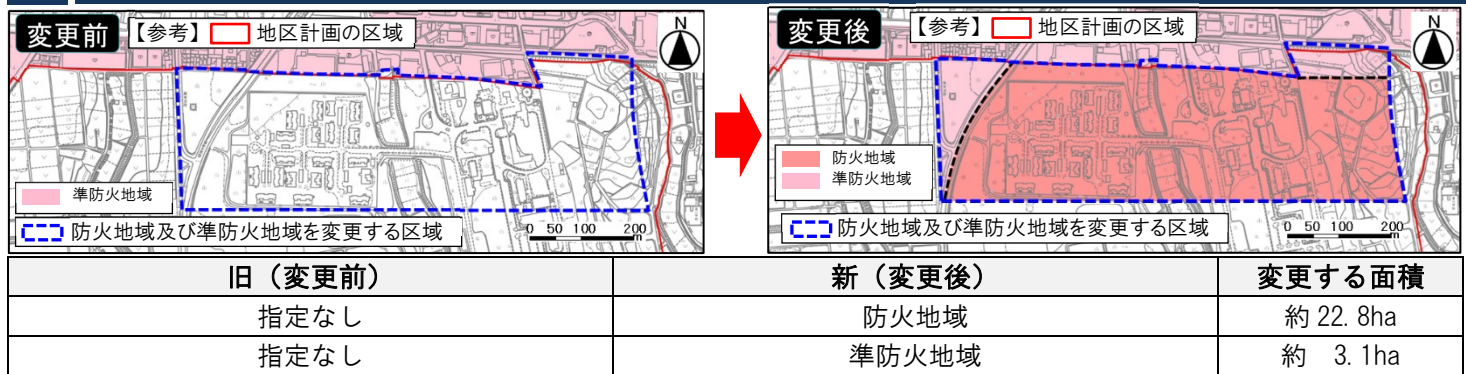 変更前
【参考】 地区計画の区域
N
準防火地域
防火地域及び準防火地域を変更する区域
0 50 100 200
m
変更後
【参考】 地区計画の区域
N
防火地域
準防火地域
防火地域及び準防火地域を変更する区域
0 50 100 200
m
旧（変更前） 新（変更後） 変更する面積
指定なし 防火地域 約 22.8ha
指定なし 準防火地域 約 3.1ha